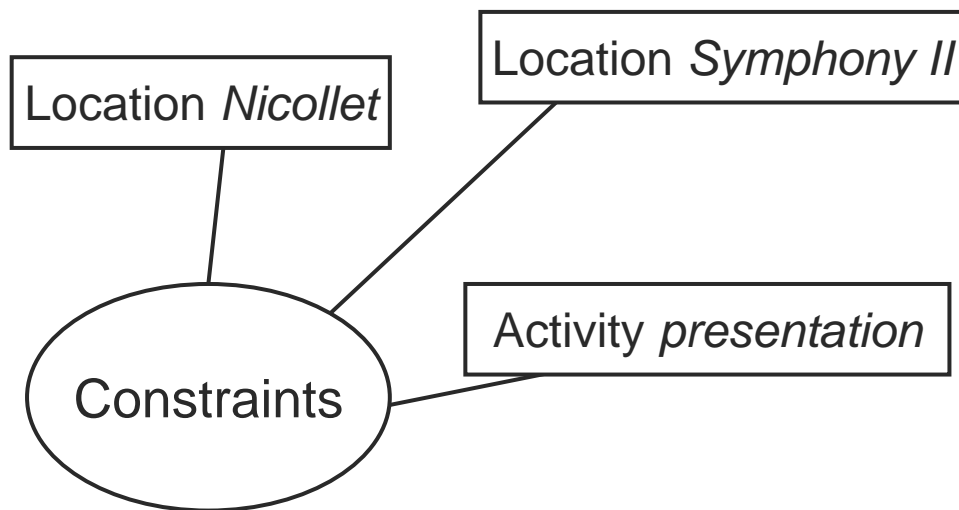 Location Symphony II
Location Nicollet
Activity presentation
Constraints